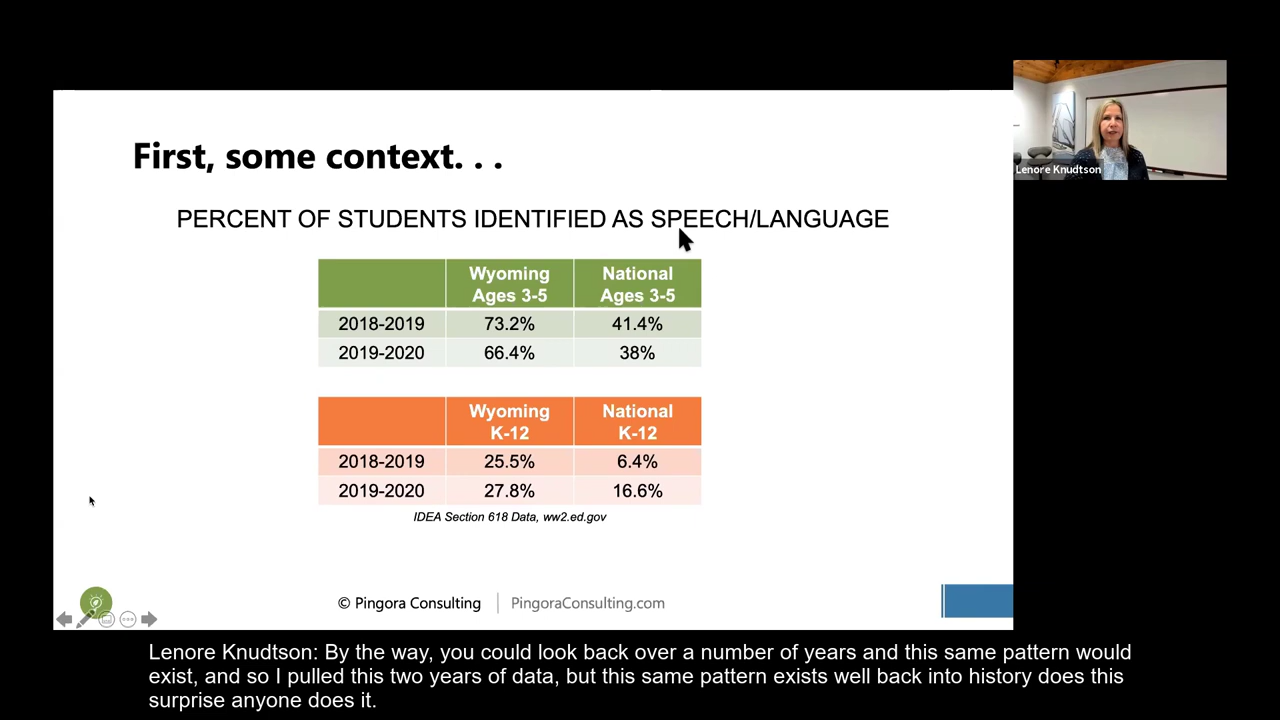 First, some context. . .
PERCENT OF STUDENTS IDENTIFIED AS SPEECH/LANGUAGE
Wyoming Ages 3-5 National Ages 3-5
2018-2019 73.2% 41.4%
2019-2020 66.4% 38%
Wyoming K-12 National K-12
2018-2019 25.5% 6.4%
2019-2020 27.8% 16.6%
IDEA Section 618 Data, ww2.ed.gov
© Pingora Consulting PingoraConsulting.com
Lenore Knudtson
Lenore Knudtson: By the way, you could look back over a number of years and this same pattern would
exist, and so I pulled this two years of data, but this same pattern exists well back into history does this
surprise anyone does it.